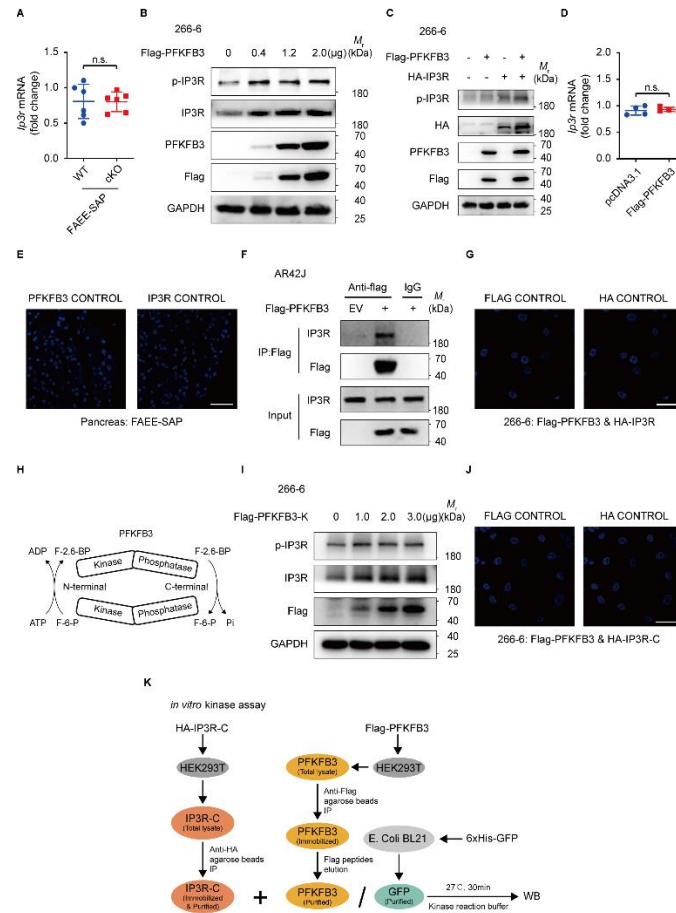 A
n.s.
Ip3r mRNA
(fold change)
1.5
1.0
0.5
0.0
WT
cKO
FAEE-SAP
B
266-6
Flag-PFKFB3
0 0.4 1.2 2.0 (μg)
Mr
(kDa)
p-IP3R
180
IP3R
180
PFKFB3
70
50
Flag
70
50
GAPDH
40
35
25
C
266-6
Flag-PFKFB3 - + - +
HA-IP3R - - + +
Mr
(kDa)
p-IP3R
180
HA
180
PFKFB3
70
40
Flag
70
50
GAPDH
40
25
D
n.s.
Ip3r mRNA
(fold change)
1.5
1.0
0.5
0.0
pcDNA3.1
Flag-PFKFB3
E
PFKFB3 CONTROL IP3R CONTROL
Pancreas: FAEE-SAP
F
AR42J
Anti-flag IgG
Flag-PFKFB3 EV + +
(kDa)
IP:Flag
IP3R
180
Flag
70
40
Input
IP3R
180
Flag
70
50
G
FLAG CONTROL HA CONTROL
266-6: Flag-PFKFB3 & HA-IP3R
H
PFKFB3
ADP F-2,6-BP
Kinase Phosphatase
F-2,6-BP
N-terminal C-terminal
Kinase Phosphatase
ATP F-6-P
F-6-P Pi
I
266-6
Flag-PFKFB3-K
0 1.0 2.0 3.0 (μg)
Mr
(kDa)
p-IP3R
180
IP3R
180
Flag
70
50
GAPDH
40
25
J
FLAG CONTROL HA CONTROL
266-6: Flag-PFKFB3 & HA-IP3R-C
K
in vitro kinase assay
HA-IP3R-C
HEK293T
IP3R-C
(Total lysate)
Anti-HA
agarose beads
IP
IP3R-C
(Immobilized
& Purified)
+
Flag-PFKFB3
HEK293T
PFKFB3
(Total lysate)
Anti-Flag
agarose beads
IP
PFKFB3
(Immobilized)
Flag peptides
elution
PFKFB3
(Purified)
/
6xHis-GFP
E. Coli BL21
GFP
(Purified)
27℃, 30min
Kinase reaction buffer
WB